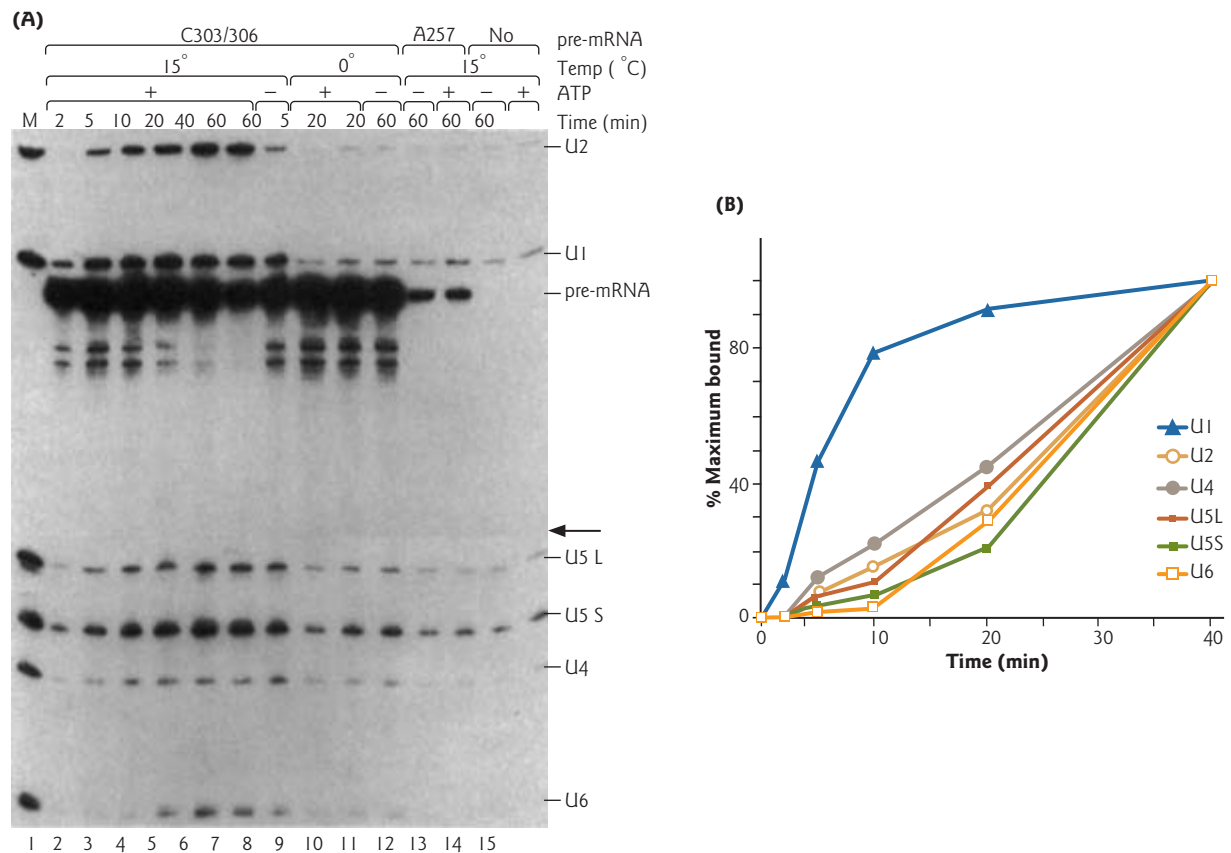 (A)
C303/306 A257 No pre-mRNA
15° 0° 15° Temp (°C)
+ − + − − + − + ATP
M 2 5 10 20 40 60 60 5 20 20 60 60 60 60 Time (min)
U2
U1
pre-mRNA
U5 L
U5 S
U4
U6
1 2 3 4 5 6 7 8 9 10 11 12 13 14 15
(B)
% Maximum bound
80
40
0
0 10 20 30 40
Time (min)
U1
U2
U4
U5L
U5S
U6